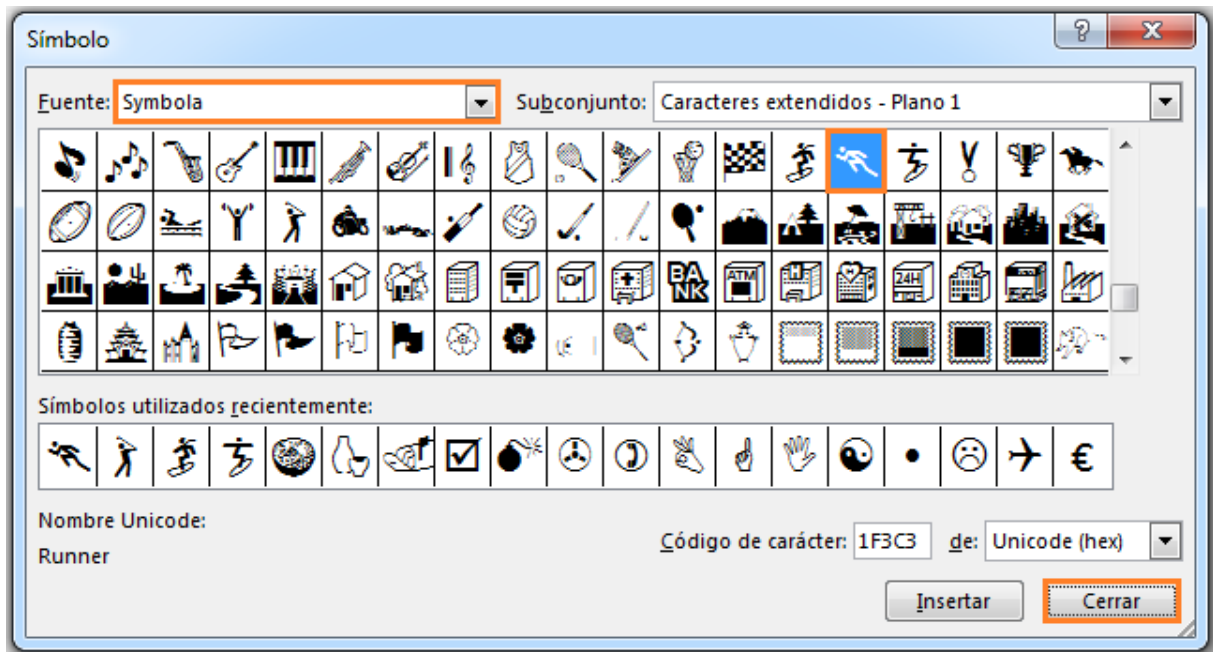 Símbolo
Fuente: Symbola Subconjunto: Caracteres extendidos - Plano 1
BANK ATM H H 24H
Símbolos utilizados recientemente:
€
Nombre Unicode:
Runner
Código de carácter: 1F3C3 de: Unicode (hex)
Insertar Cerrar